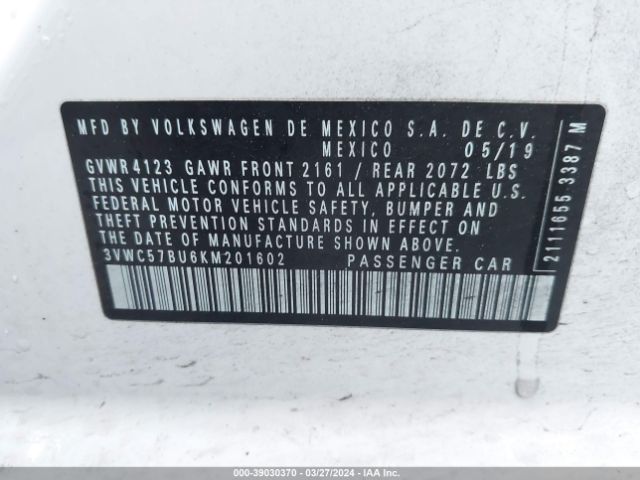 MFD BY VOLKSWAGEN DE MEXICO S.A. DE C.V.
MEXICO 05/19
GVWR 4123 GAWR FRONT 2161 / REAR 2072 LBS
THIS VEHICLE CONFORMS TO ALL APPLICABLE U.S.
FEDERAL MOTOR VEHICLE SAFETY, BUMPER AND
THEFT PREVENTION STANDARDS IN EFFECT ON
THE DATE OF MANUFACTURE SHOWN ABOVE.
3VWC57BU6KM201602 PASSENGER CAR
2111655 3387 M
000-39030370 - 03/27/2024 - IAA Inc.